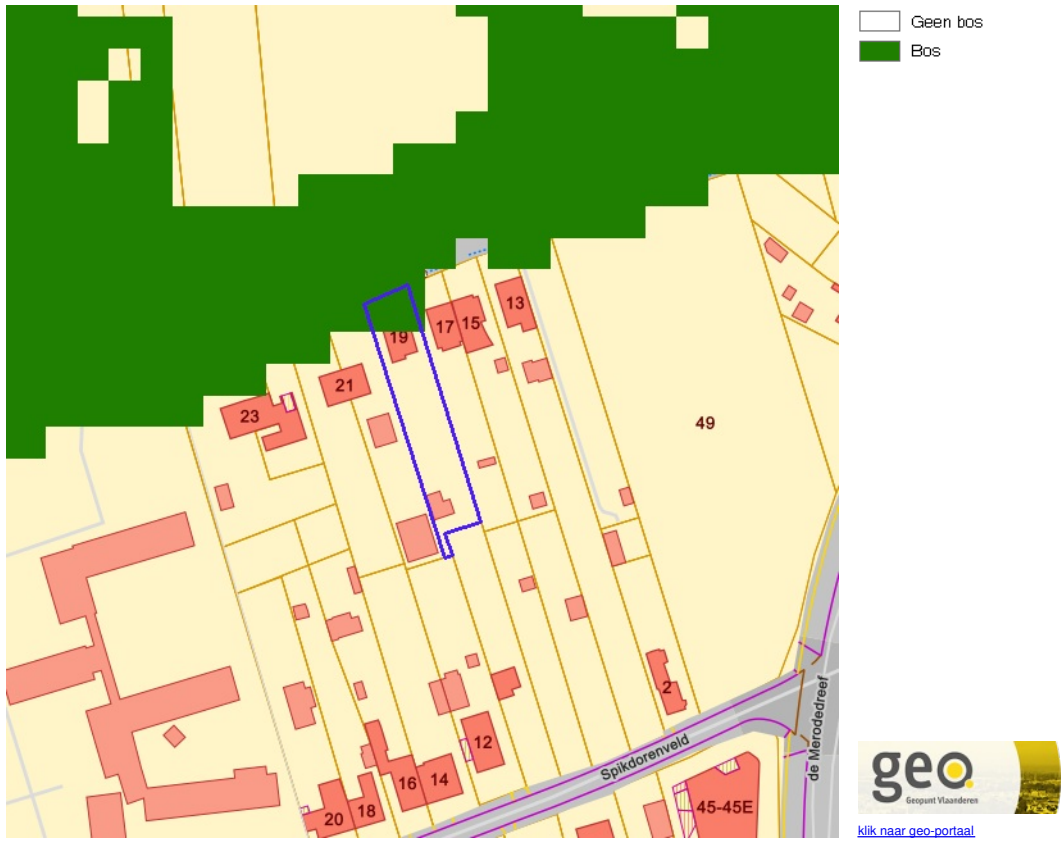 Geen bos
Bos
13
17
15
19
21
23
49
2
12
14
16
18
20
45-45E
Spikdorenveld
de Merodedreef
geo
Geopunt Vlaanderen
klik naar geo-portaal